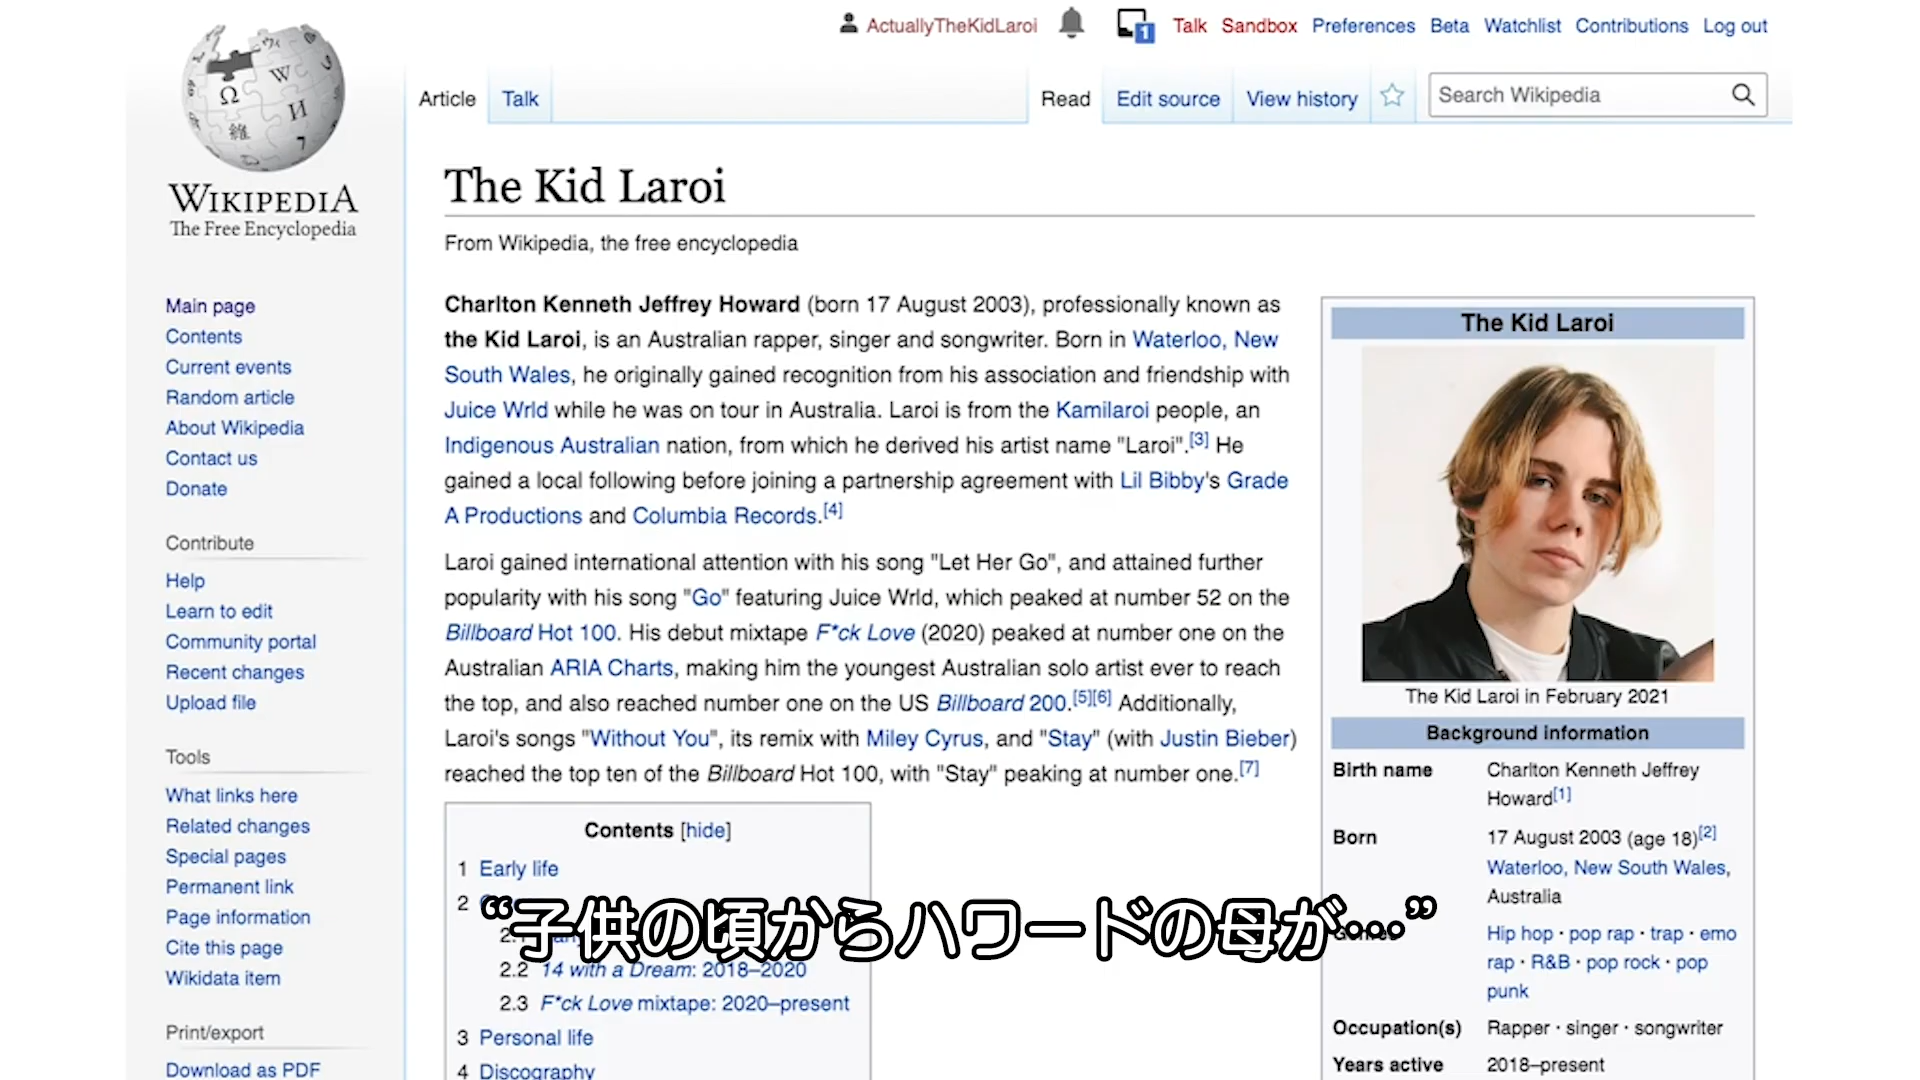 ActuallyTheKidLaroi 1 Talk Sandbox Preferences Beta Watchlist Contributions Log out
Article Talk Read Edit source View history Search Wikipedia
WIKIPEDIA
The Free Encyclopedia
Main page
Contents
Current events
Random article
About Wikipedia
Contact us
Donate
Contribute
Help
Learn to edit
Community portal
Recent changes
Upload file
Tools
What links here
Related changes
Special pages
Permanent link
Page information
Cite this page
Wikidata item
Print/export
Download as PDF
The Kid Laroi
From Wikipedia, the free encyclopedia
Charlton Kenneth Jeffrey Howard (born 17 August 2003), professionally known as
the Kid Laroi, is an Australian rapper, singer and songwriter. Born in Waterloo, New
South Wales, he originally gained recognition from his association and friendship with
Juice Wrld while he was on tour in Australia. Laroi is from the Kamilaroi people, an
Indigenous Australian nation, from which he derived his artist name "Laroi".[3] He
gained a local following before joining a partnership agreement with Lil Bibby's Grade
A Productions and Columbia Records.[4]
Laroi gained international attention with his song "Let Her Go", and attained further
popularity with his song "Go" featuring Juice Wrld, which peaked at number 52 on the
Billboard Hot 100. His debut mixtape F*ck Love (2020) peaked at number one on the
Australian ARIA Charts, making him the youngest Australian solo artist ever to reach
the top, and also reached number one on the US Billboard 200.[5][6] Additionally,
Laroi's songs "Without You", its remix with Miley Cyrus, and "Stay" (with Justin Bieber)
reached the top ten of the Billboard Hot 100, with "Stay" peaking at number one.[7]
Contents [hide]
1 Early life
2
2.2 14 with a Dream: 2018–2020
2.3 F*ck Love mixtape: 2020–present
3 Personal life
4 Discography
The Kid Laroi
The Kid Laroi in February 2021
Background information
Birth name Charlton Kenneth Jeffrey
Howard[1]
Born 17 August 2003 (age 18)[2]
Waterloo, New South Wales,
Australia
Hip hop · pop rap · trap · emo
rap · R&B · pop rock · pop
punk
Occupation(s) Rapper · singer · songwriter
Years active 2018–present
“子供の頃からハワードの母が…”